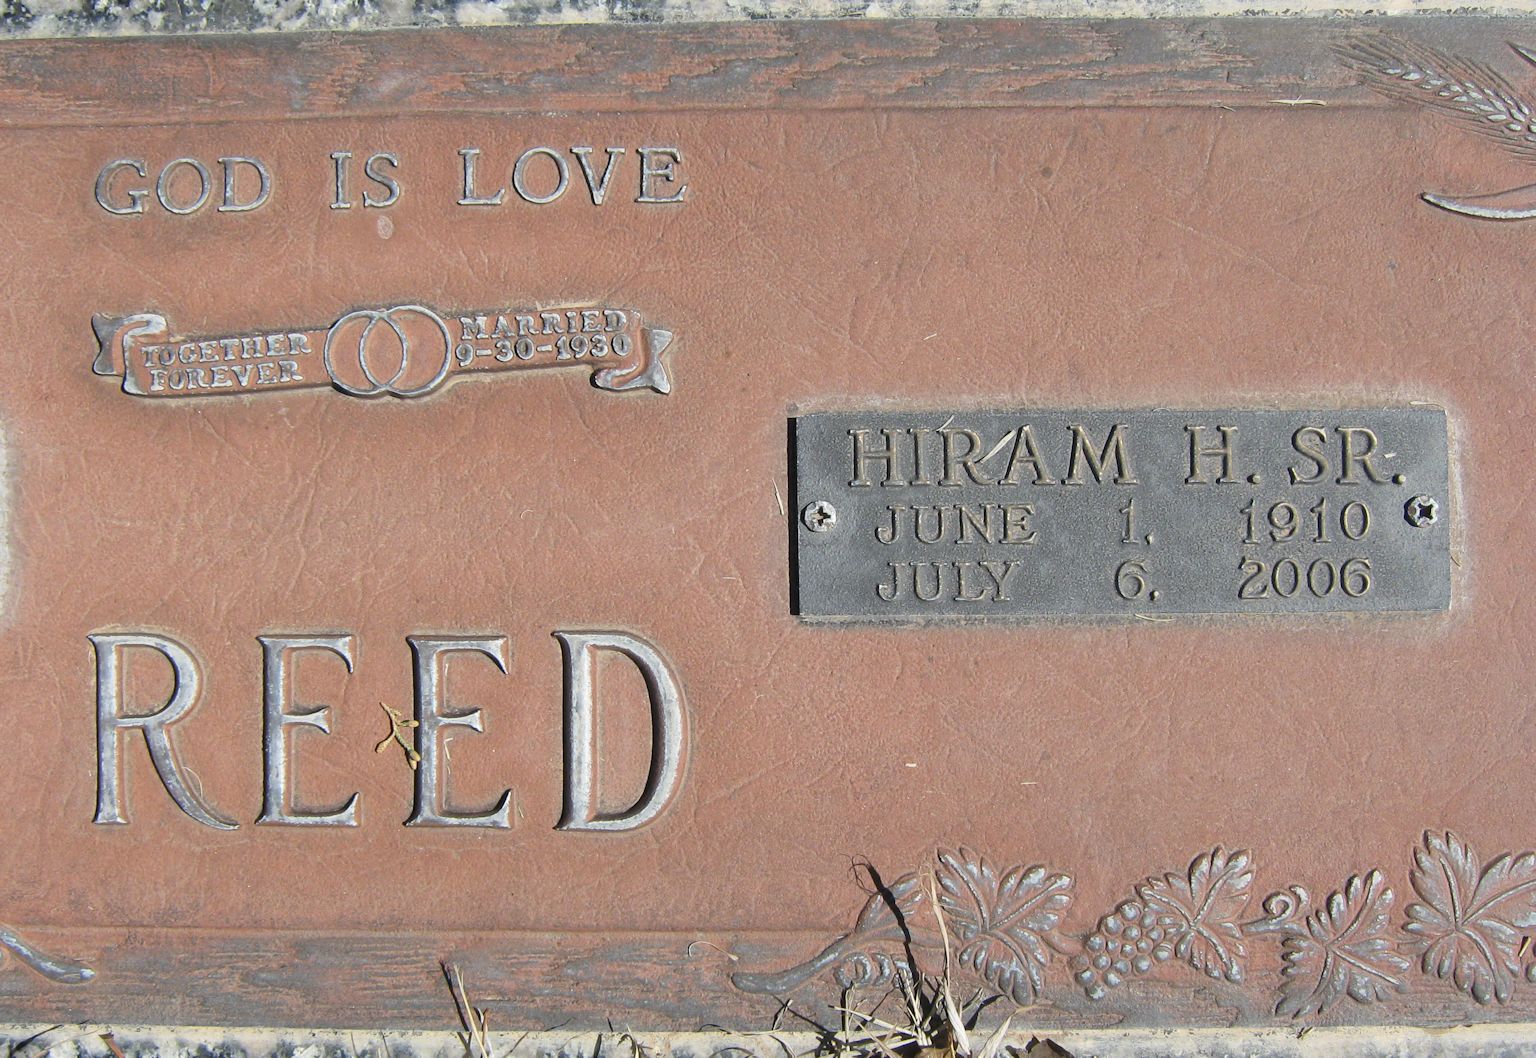 GOD IS LOVE
TOGETHER
FOREVER
MARRIED
9-30-1930
HIRAM H. SR.
JUNE 1, 1910
JULY 6, 2006
REED